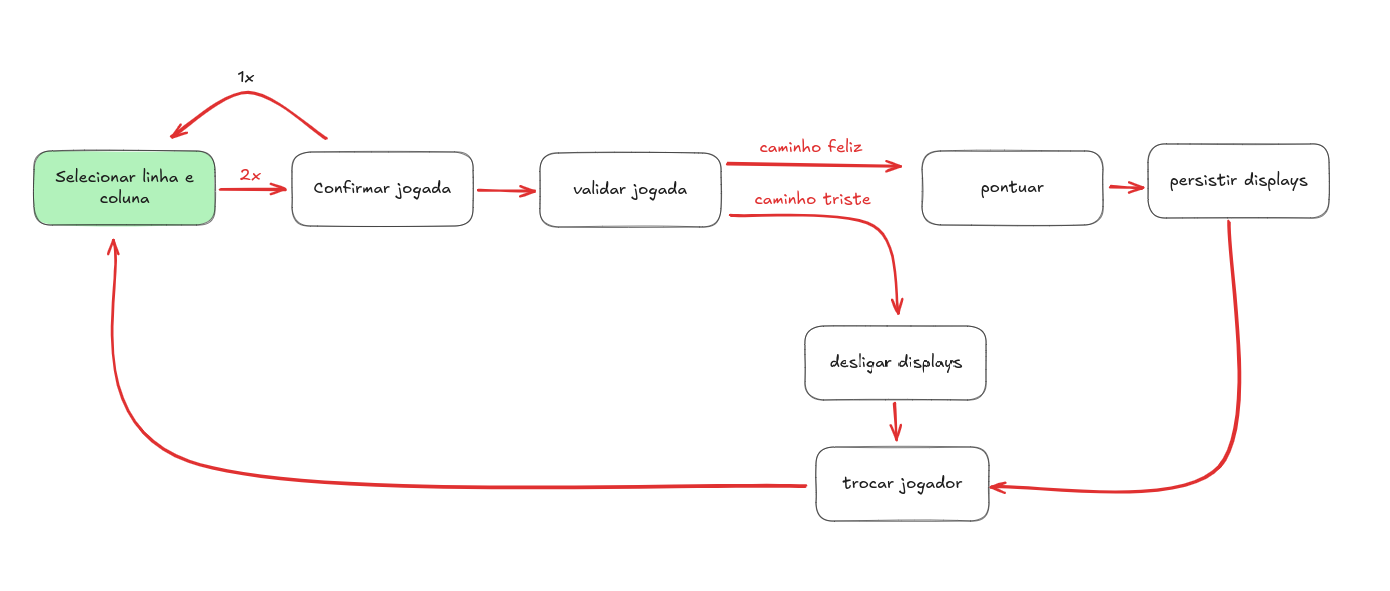 1x
Selecionar linha e
coluna
2x
Confirmar jogada
validar jogada
caminho feliz
caminho triste
pontuar
persistir displays
desligar displays
trocar jogador